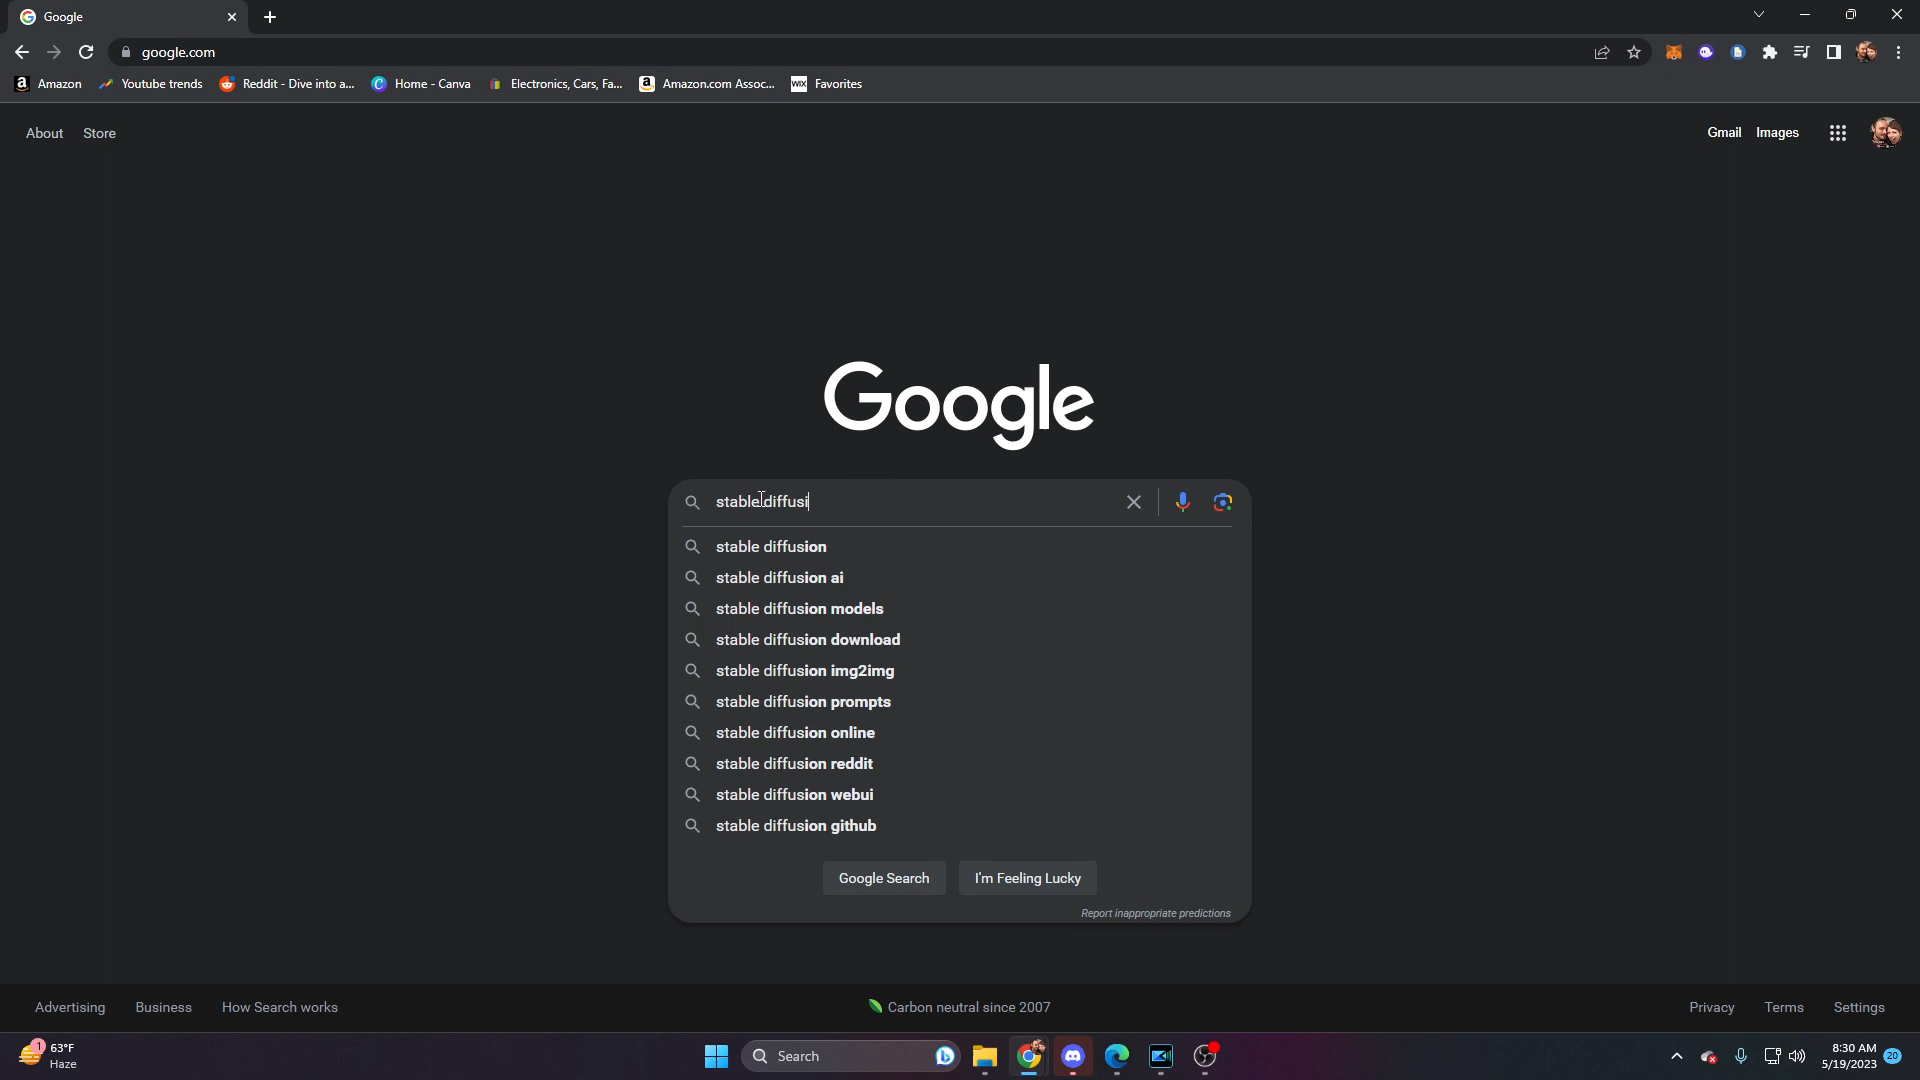 Google
google.com
Amazon
Youtube trends
Reddit - Dive into a...
Home - Canva
Electronics, Cars, Fa...
Amazon.com Assoc...
WIX Favorites
About
Store
Gmail
Images
Google
stable diffusi
stable diffusion
stable diffusion ai
stable diffusion models
stable diffusion download
stable diffusion img2img
stable diffusion prompts
stable diffusion online
stable diffusion reddit
stable diffusion webui
stable diffusion github
Google Search
I'm Feeling Lucky
Report inappropriate predictions
Advertising
Business
How Search works
Carbon neutral since 2007
Privacy
Terms
Settings
1
63°F
Haze
Search
8:30 AM
5/19/2023
20